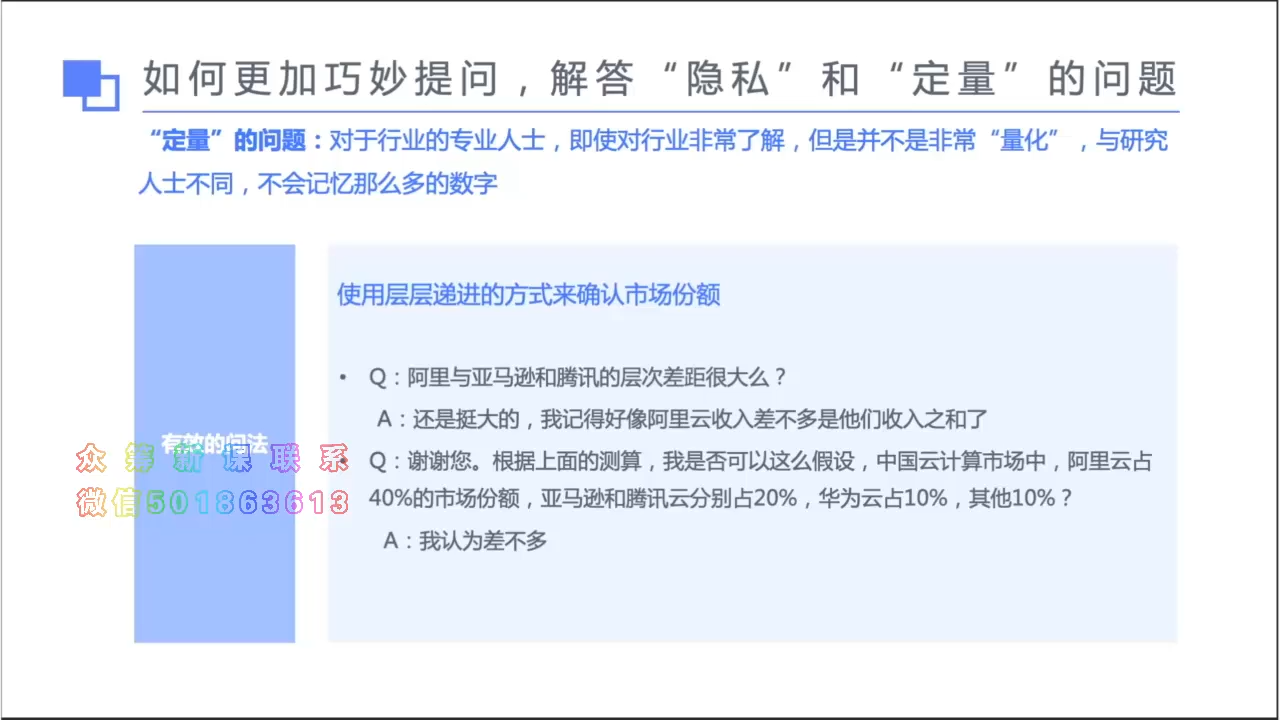 如何更加巧妙提问，解答“隐私”和“定量”的问题
“定量”的问题：对于行业的专业人士，即使对行业非常了解，但是并不是非常“量化”，与研究
人士不同，不会记忆那么多的数字
使用层层递进的方式来确认市场份额
• Q：阿里与亚马逊和腾讯的层次差距很大么？
A：还是挺大的，我记得好像阿里云收入差不多是他们收入之和了
有效的问法
众筹新课联系
微信501863613
• Q：谢谢您。根据上面的测算，我是否可以这么假设，中国云计算市场中，阿里云占
40%的市场份额，亚马逊和腾讯云分别占20%，华为云占10%，其他10%？
A：我认为差不多